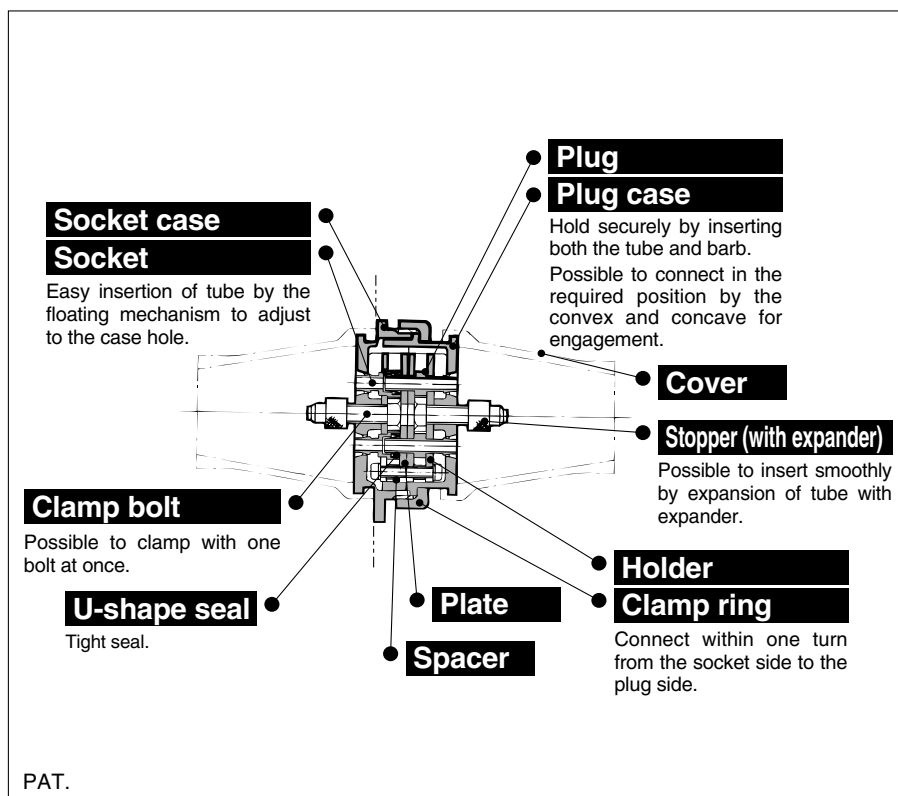 Plug
Plug case
Hold securely by inserting
both the tube and barb.
Possible to connect in the
required position by the
convex and concave for
engagement.
Socket case
Socket
Easy insertion of tube by the
floating mechanism to adjust
to the case hole.
Cover
Stopper (with expander)
Possible to insert smoothly
by expansion of tube with
expander.
Clamp bolt
Possible to clamp with one
bolt at once.
U-shape seal
Tight seal.
Plate
Spacer
Holder
Clamp ring
Connect within one turn
from the socket side to the
plug side.
PAT.